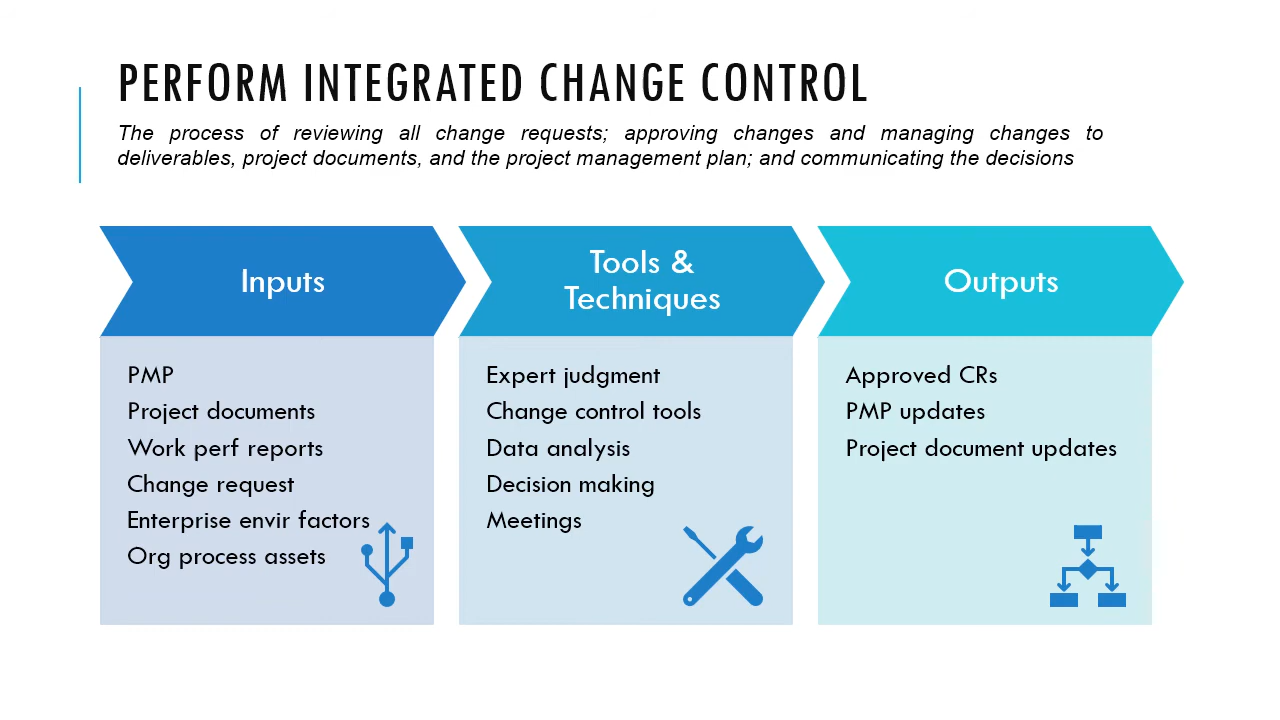 PERFORM INTEGRATED CHANGE CONTROL
The process of reviewing all change requests; approving changes and managing changes to
deliverables, project documents, and the project management plan; and communicating the decisions
Inputs
PMP
Project documents
Work perf reports
Change request
Enterprise envir factors
Org process assets
Tools &
Techniques
Expert judgment
Change control tools
Data analysis
Decision making
Meetings
Outputs
Approved CRs
PMP updates
Project document updates